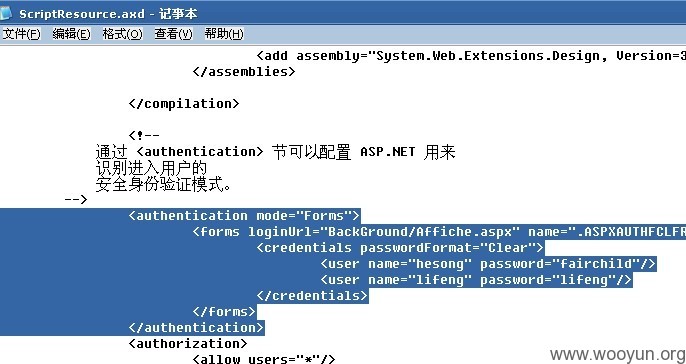 ScriptResource.axd - 记事本
文件(F) 编辑(E) 格式(O) 查看(V) 帮助(H)
<add assembly="System.Web.Extensions.Design, Version=3
</assemblies>
</compilation>
<!--
通过 <authentication> 节可以配置 ASP.NET 用来
识别进入用户的
安全身份验证模式。
-->
<authentication mode="Forms">
<forms loginUrl="BackGround/Affiche.aspx" name=".ASPXAUTHFCLFR
<credentials passwordFormat="Clear">
<user name="hesong" password="fairchild"/>
<user name="lifeng" password="lifeng"/>
</credentials>
</forms>
</authentication>
<authorization>
<allow users="*"/>
www.wooyun.org